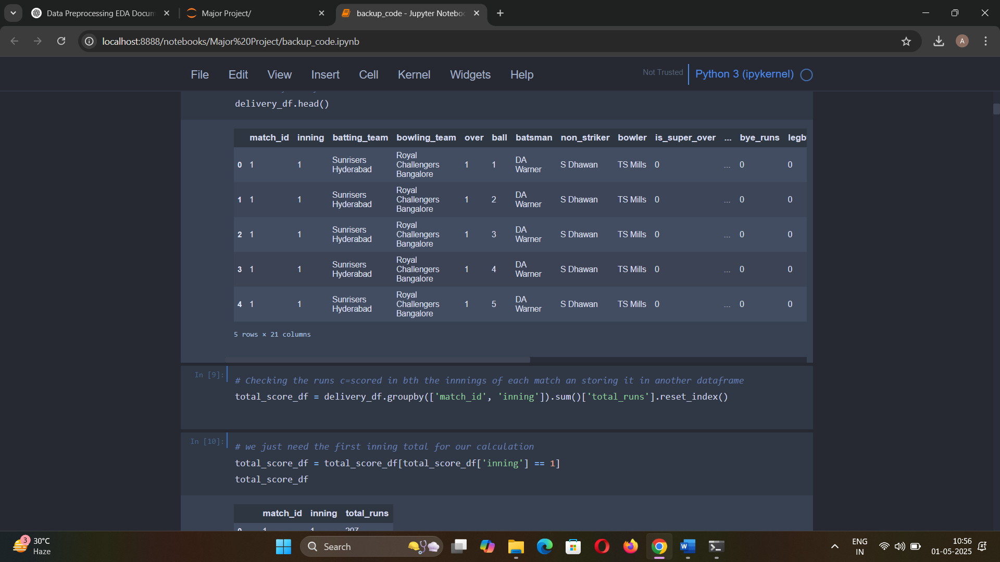 Data Preprocessing EDA Docum
Major Project/
backup_code - Jupyter Notebo
localhost:8888/notebooks/Major%20Project/backup_code.ipynb
A
File Edit View Insert Cell Kernel Widgets Help
Not Trusted
Python 3 (ipykernel)
delivery_df.head()
match_id inning batting_team bowling_team over ball batsman non_striker bowler is_super_over ... bye_runs legb
0 1 1 Sunrisers Hyderabad Royal Challengers Bangalore 1 1 DA Warner S Dhawan TS Mills 0 ... 0 0
1 1 1 Sunrisers Hyderabad Royal Challengers Bangalore 1 2 DA Warner S Dhawan TS Mills 0 ... 0 0
2 1 1 Sunrisers Hyderabad Royal Challengers Bangalore 1 3 DA Warner S Dhawan TS Mills 0 ... 0 0
3 1 1 Sunrisers Hyderabad Royal Challengers Bangalore 1 4 DA Warner S Dhawan TS Mills 0 ... 0 0
4 1 1 Sunrisers Hyderabad Royal Challengers Bangalore 1 5 DA Warner S Dhawan TS Mills 0 ... 0 0
5 rows × 21 columns
In [9]:
# Checking the runs c=scored in bth the innnings of each match an storing it in another dataframe
total_score_df = delivery_df.groupby(['match_id', 'inning']).sum()['total_runs'].reset_index()
In [10]:
# we just need the first inning total for our calculation
total_score_df = total_score_df[total_score_df['inning'] == 1]
total_score_df
match_id inning total_runs
0 1 1 207
3
30°C
Haze
Search
ENG
IN
10:56
01-05-2025